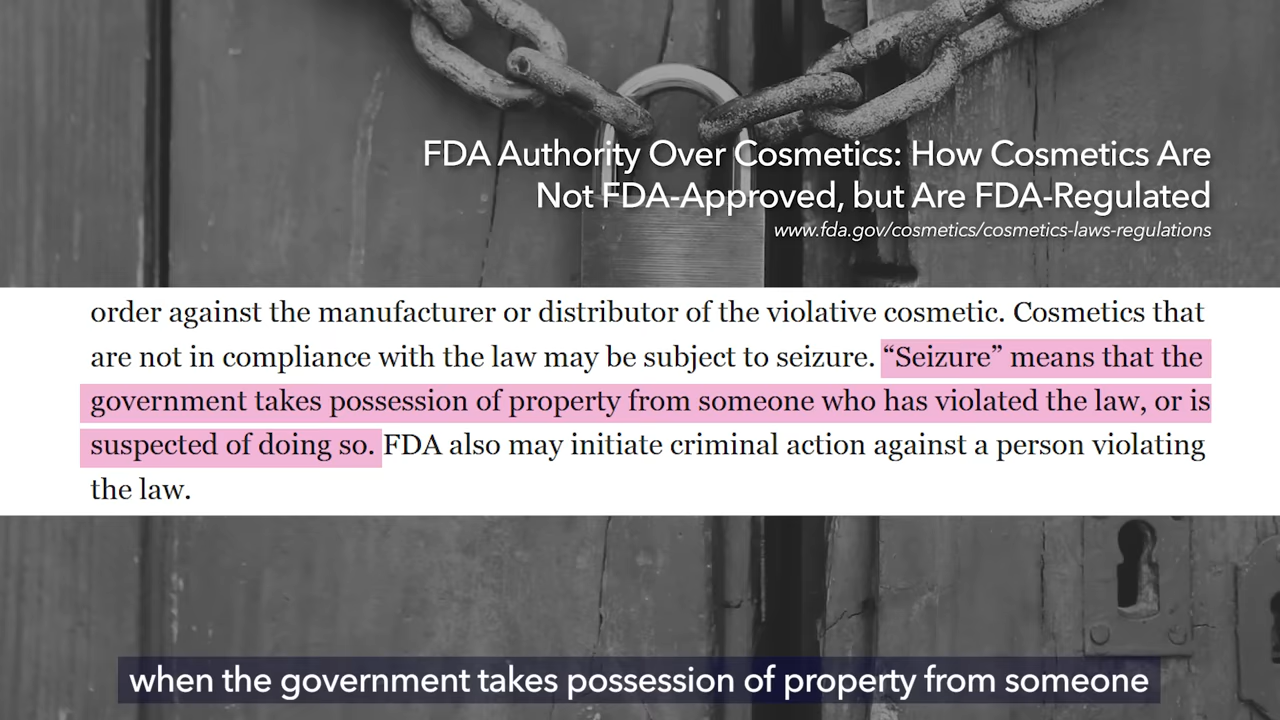 FDA Authority Over Cosmetics: How Cosmetics Are
Not FDA-Approved, but Are FDA-Regulated
www.fda.gov/cosmetics/cosmetics-laws-regulations
order against the manufacturer or distributor of the violative cosmetic. Cosmetics that
are not in compliance with the law may be subject to seizure. “Seizure” means that the
government takes possession of property from someone who has violated the law, or is
suspected of doing so. FDA also may initiate criminal action against a person violating
the law.
when the government takes possession of property from someone